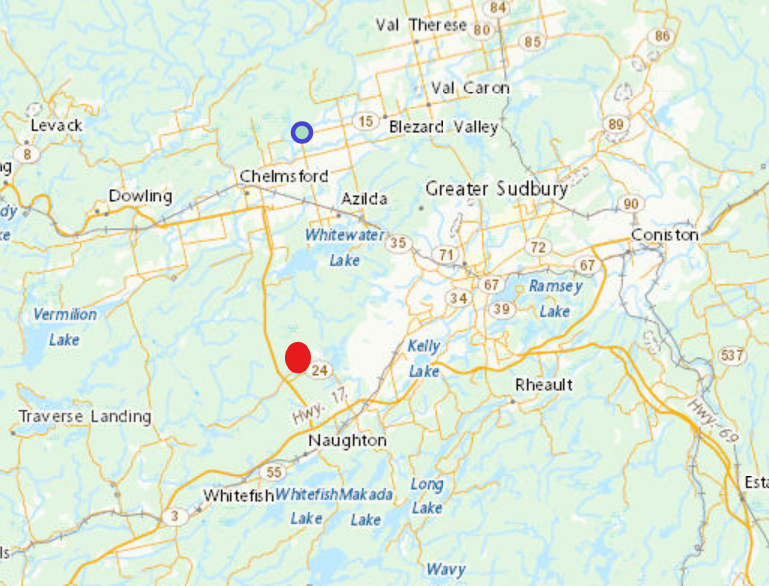 84
Val Therese
80
85
86
Val Caron
Levack
15
Blezard Valley
89
8
Chelmsford
Dowling
Azilda
Greater Sudbury
90
Whitewater
Lake
35
72
Coniston
71
67
67
Ramsey
Lake
34
39
Vermilion
Lake
Kelly
Lake
537
24
Rheault
Hwy. 17
Traverse Landing
Hwy. 69
Naughton
55
Whitefish
Whitefish
Lake
Makada
Lake
Long
Lake
3
Wavy